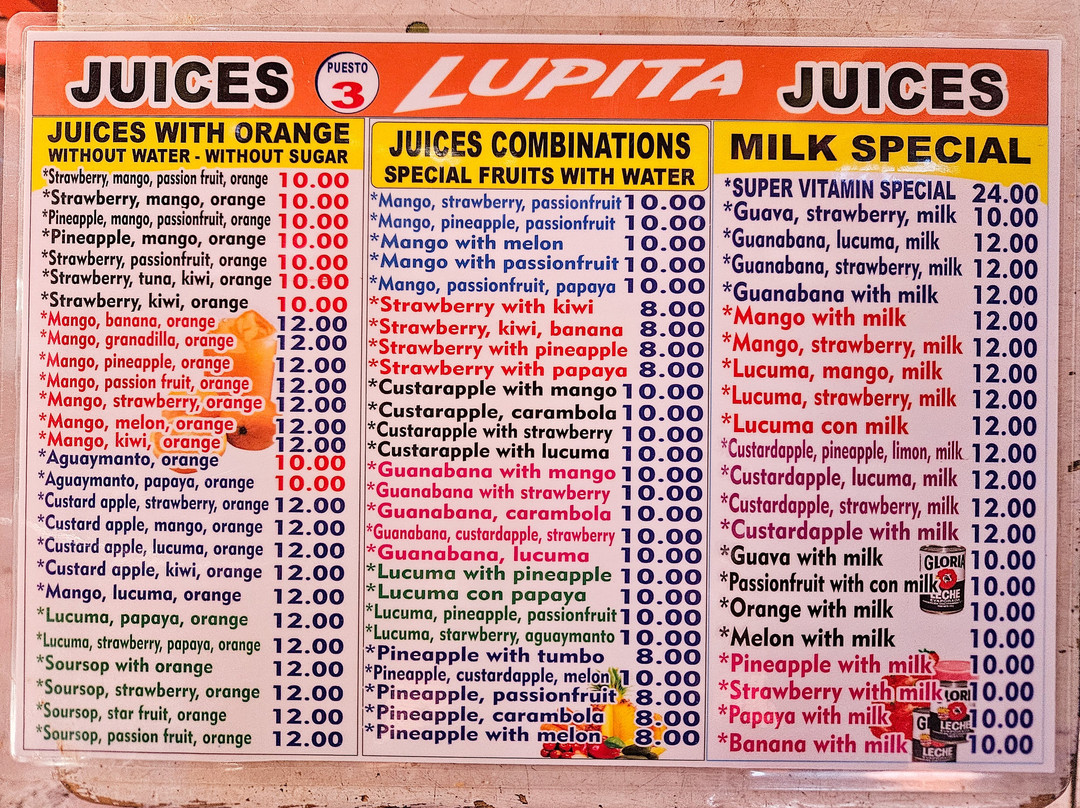 JUICES
PUESTO
3
LUPITA
JUICES
JUICES WITH ORANGE
WITHOUT WATER - WITHOUT SUGAR
*Strawberry, mango, passion fruit, orange 10.00
*Strawberry, mango, orange 10.00
*Pineapple, mango, passionfruit, orange 10.00
*Pineapple, mango, orange 10.00
*Strawberry, passionfruit, orange 10.00
*Strawberry, tuna, kiwi, orange 10.00
*Strawberry, kiwi, orange 10.00
*Mango, banana, orange 12.00
*Mango, granadilla, orange 12.00
*Mango, pineapple, orange 12.00
*Mango, passion fruit, orange 12.00
*Mango, strawberry, orange 12.00
*Mango, melon, orange 12.00
*Mango, kiwi, orange 12.00
*Aguaymanto, orange 10.00
*Aguaymanto, papaya, orange 10.00
*Custard apple, strawberry, orange 12.00
*Custard apple, mango, orange 12.00
*Custard apple, lucuma, orange 12.00
*Custard apple, kiwi, orange 12.00
*Mango, lucuma, orange 12.00
*Lucuma, papaya, orange 12.00
*Lucuma, strawberry, papaya, orange 12.00
*Soursop with orange 12.00
*Soursop, strawberry, orange 12.00
*Soursop, star fruit, orange 12.00
*Soursop, passion fruit, orange 12.00
JUICES COMBINATIONS
SPECIAL FRUITS WITH WATER
*Mango, strawberry, passionfruit 10.00
*Mango, pineapple, passionfruit 10.00
*Mango with melon 10.00
*Mango with passionfruit 10.00
*Mango, passionfruit, papaya 10.00
*Strawberry with kiwi 8.00
*Strawberry, kiwi, banana 8.00
*Strawberry with pineapple 8.00
*Strawberry with papaya 8.00
*Custarapple with mango 10.00
*Custarapple, carambola 10.00
*Custarapple with strawberry 10.00
*Custarapple with lucuma 10.00
*Guanabana with mango 10.00
*Guanabana with strawberry 10.00
*Guanabana, carambola 10.00
*Guanabana, custardapple, strawberry 10.00
*Guanabana, lucuma 10.00
*Lucuma with pineapple 10.00
*Lucuma con papaya 10.00
*Lucuma, pineapple, passionfruit 10.00
*Lucuma, starwberry, aguaymanto 10.00
*Pineapple with tumbo 8.00
*Pineapple, custardapple, melon 10.00
*Pineapple, passionfruit 8.00
*Pineapple, carambola 8:00
*Pineapple with melon 8.00
MILK SPECIAL
*SUPER VITAMIN SPECIAL 24.00
*Guava, strawberry, milk 10.00
*Guanabana, lucuma, milk 12.00
*Guanabana, strawberry, milk 12.00
*Guanabana with milk 12.00
*Mango with milk 12.00
*Mango, strawberry, milk 12.00
*Lucuma, mango, milk 12.00
*Lucuma, strawberry, milk 12.00
*Lucuma con milk 12.00
*Custardapple, pineapple, limon, milk 12.00
*Custardapple, lucuma, milk 12.00
*Custardapple, strawberry, milk 12.00
*Custardapple with milk 12.00
*Guava with milk 10.00
*Passionfruit with con milk 10.00
*Orange with milk 10.00
*Melon with milk 10.00
*Pineapple with milk 10.00
*Strawberry with milk 10.00
*Papaya with milk 10.00
*Banana with milk 10.00
GLORIA
LECHE
LECHE
LECHE